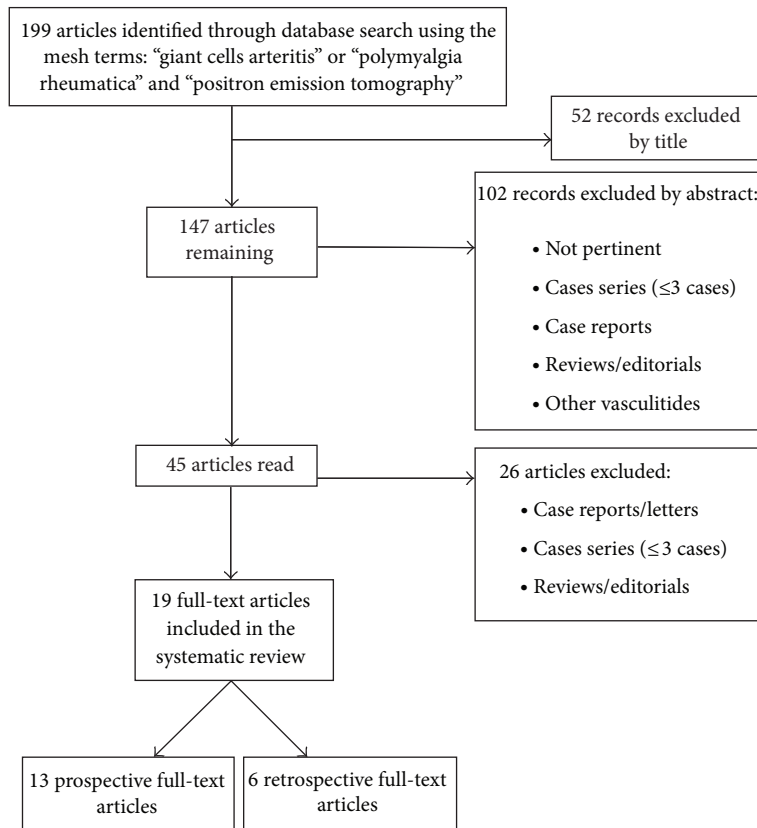 199 articles identified through database search using the
mesh terms: “giant cells arteritis” or “polymyalgia
rheumatica” and “positron emission tomography”
52 records excluded
by title
147 articles
remaining
102 records excluded by abstract:
• Not pertinent
• Cases series (≤3 cases)
• Case reports
• Reviews/editorials
• Other vasculitides
45 articles read
26 articles excluded:
• Case reports/letters
• Cases series (≤3 cases)
• Reviews/editorials
19 full-text articles
included in the
systematic review
13 prospective full-text
articles
6 retrospective full-text
articles